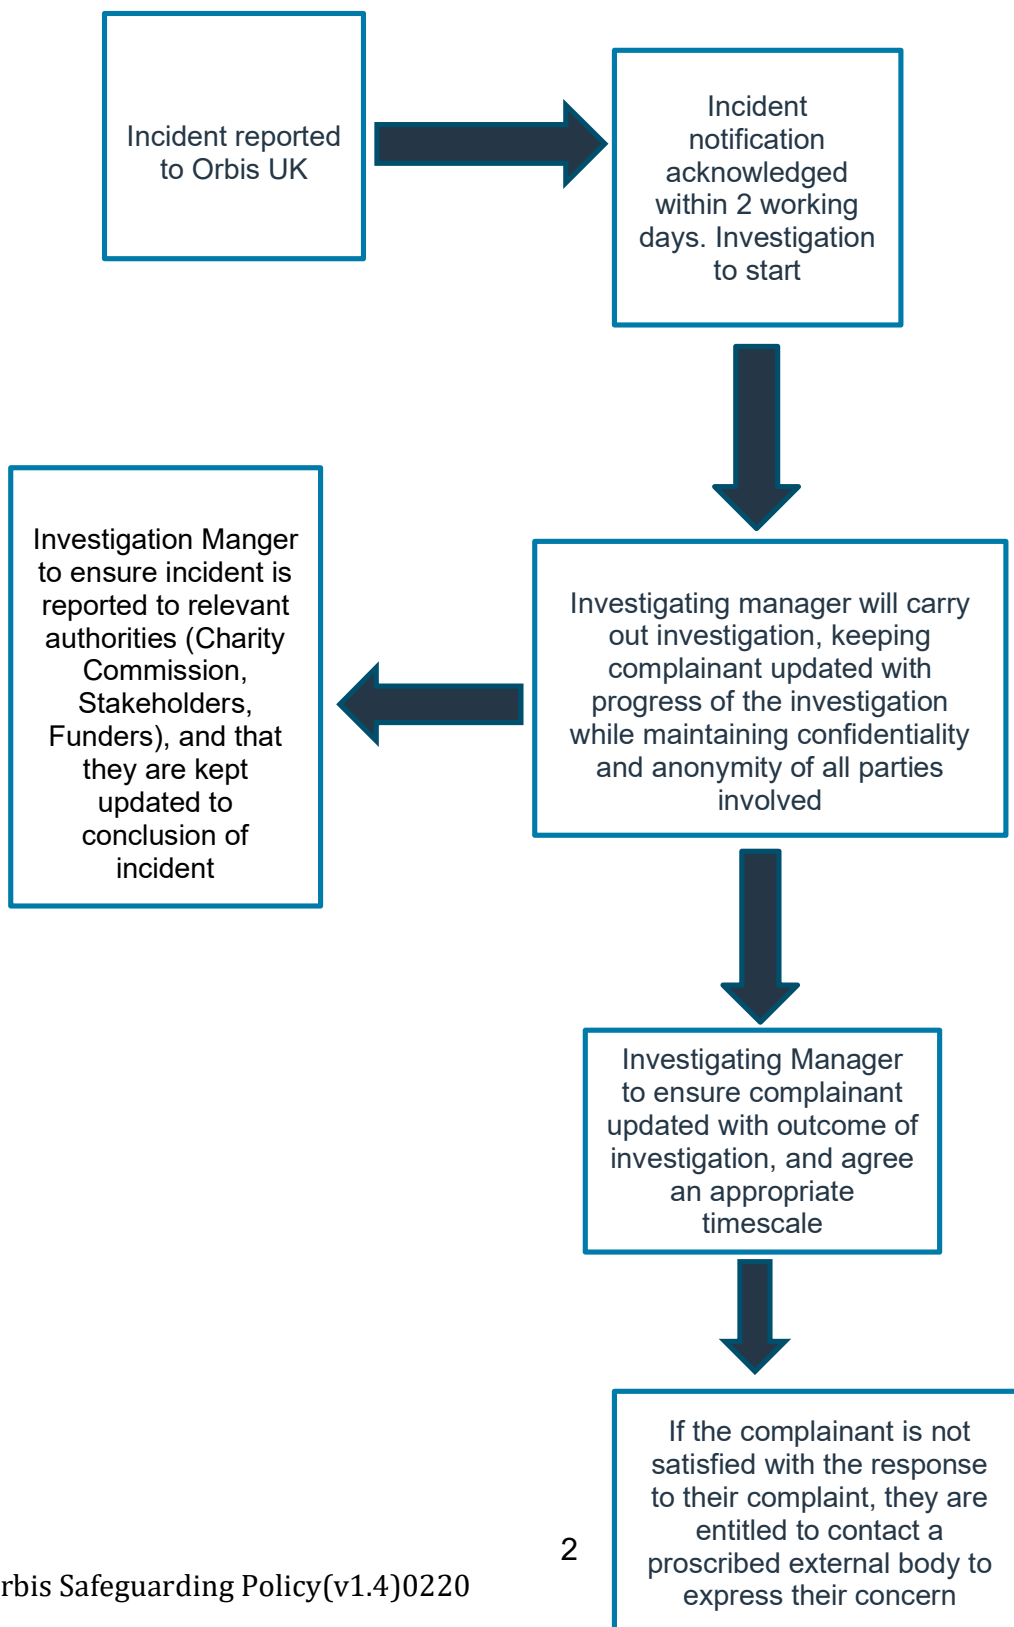 Incident reported
to Orbis UK
Incident
notification
acknowledged
within 2 working
days. Investigation
to start
Investigation Manger
to ensure incident is
reported to relevant
authorities (Charity
Commission,
Stakeholders,
Funders), and that
they are kept
updated to
conclusion of
incident
Investigating manager will carry
out investigation, keeping
complainant updated with
progress of the investigation
while maintaining confidentiality
and anonymity of all parties
involved
Investigating Manager
to ensure complainant
updated with outcome of
investigation, and agree
an appropriate
timescale
If the complainant is not
satisfied with the response
to their complaint, they are
entitled to contact a
proscribed external body to
express their concern
2
rbis Safeguarding Policy(v1.4)0220